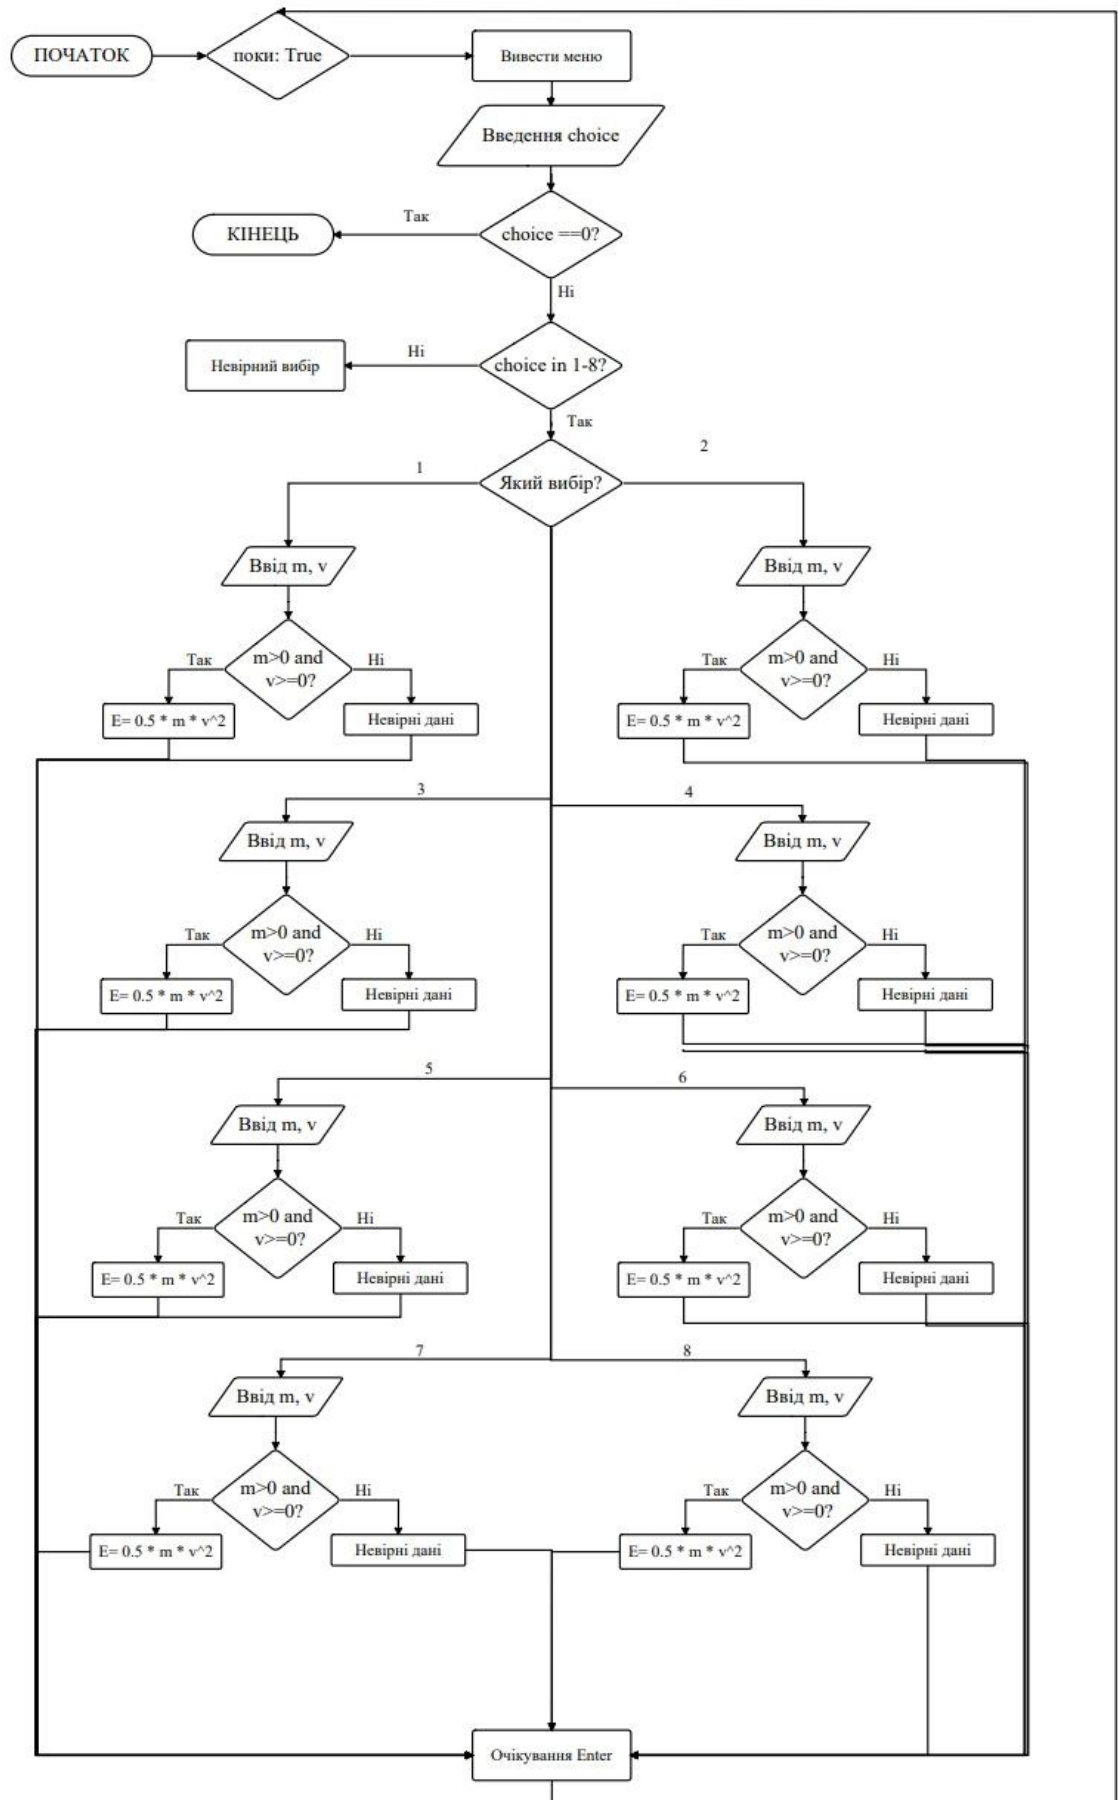 ПОЧАТОК
поки: True
Вивести меню
Введення choice
Так
КІНЕЦЬ
choice ==0?
Ні
Ні
Невірний вибір
choice in 1-8?
Так
1
2
Який вибір?
Ввід m, v
Ввід m, v
Так
m>0 and
v>=0?
Ні
Так
m>0 and
v>=0?
Ні
E= 0.5 * m * v^2
Невірні дані
E= 0.5 * m * v^2
Невірні дані
3
4
Ввід m, v
Ввід m, v
Так
m>0 and
v>=0?
Ні
Так
m>0 and
v>=0?
Ні
E= 0.5 * m * v^2
Невірні дані
E= 0.5 * m * v^2
Невірні дані
5
6
Ввід m, v
Ввід m, v
Так
m>0 and
v>=0?
Ні
Так
m>0 and
v>=0?
Ні
E= 0.5 * m * v^2
Невірні дані
E= 0.5 * m * v^2
Невірні дані
7
8
Ввід m, v
Ввід m, v
Так
m>0 and
v>=0?
Ні
Так
m>0 and
v>=0?
Ні
E= 0.5 * m * v^2
Невірні дані
E= 0.5 * m * v^2
Невірні дані
Очікування Enter